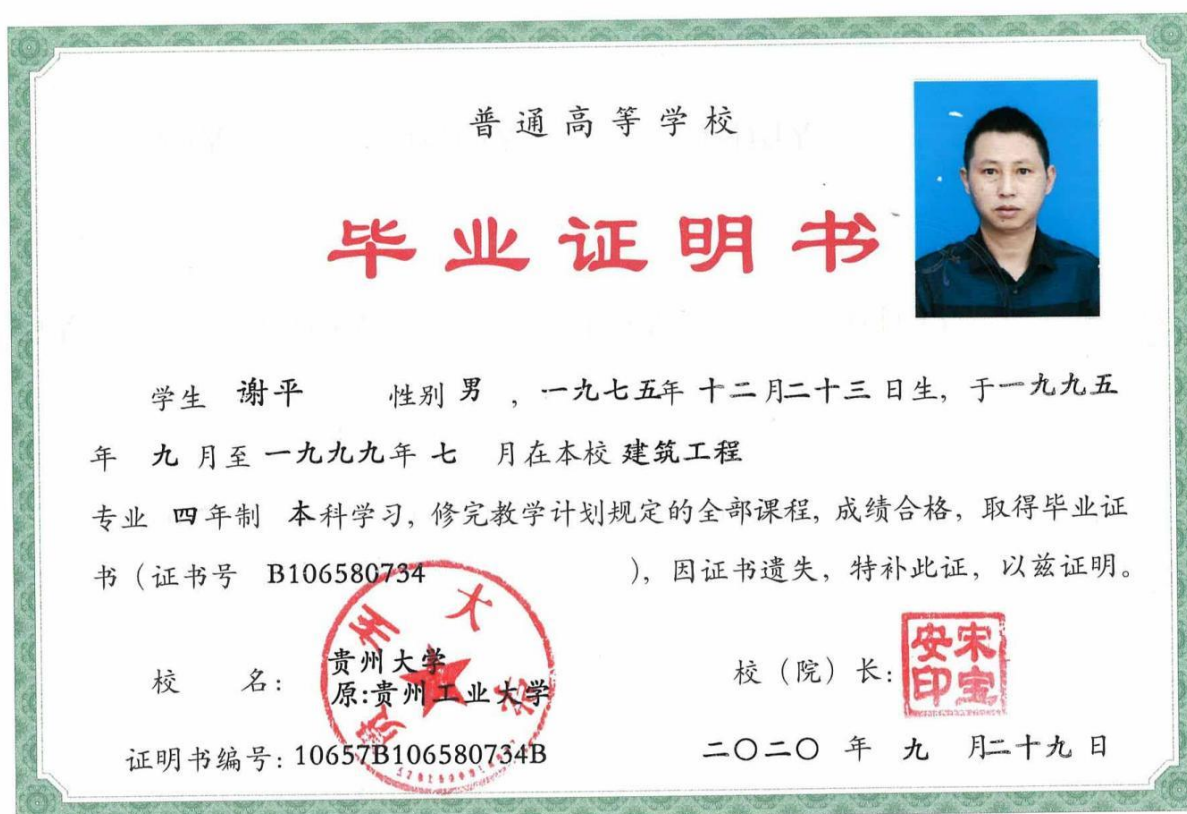 普通高等学校
毕业证明书
学生 谢平 性别 男 ，一九七五年 十二月二十三 日生，于一九九五
年 九 月至 一九九九年 七 月在本校 建筑工程
专业 四年制 本科学习，修完教学计划规定的全部课程，成绩合格，取得毕业证
书（证书号 B106580734 ），因证书遗失，特补此证，以兹证明。
贵州大学
校 名：
贵州大学
原:贵州工业大学
校（院）长：
宋宝安印
证明书编号：10657B106580734B
二〇二〇 年 九 月二十九 日